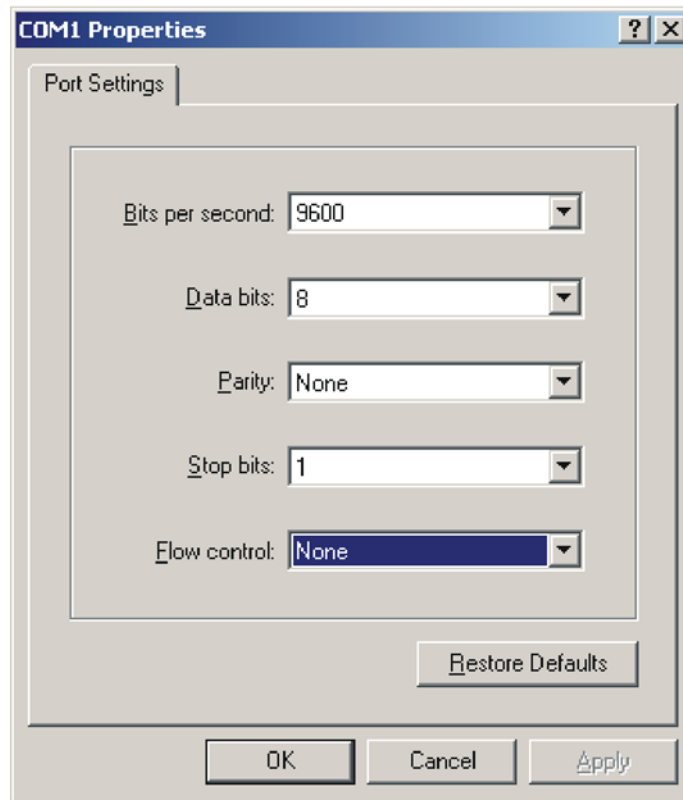 COM1 Properties
Port Settings
Bits per second: 9600
Data bits: 8
Parity: None
Stop bits: 1
Flow control: None
Restore Defaults
OK Cancel Apply